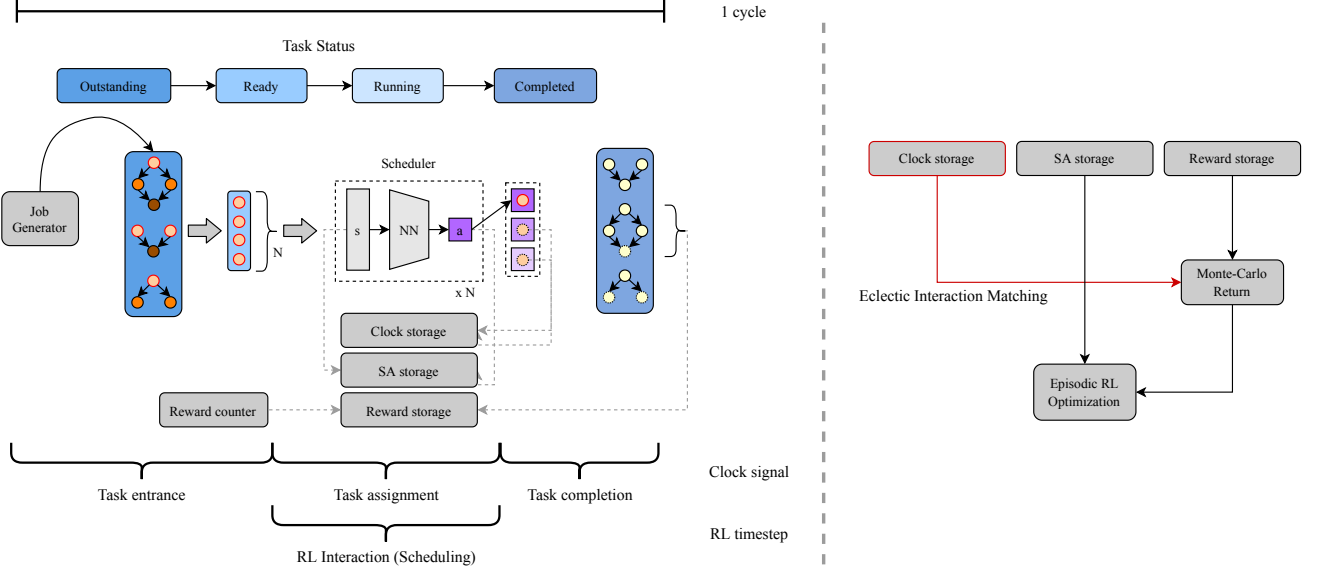 1 cycle
Task Status
Outstanding
Ready
Running
Completed
Job
Generator
N
Scheduler
s
NN
a
x N
Clock storage
SA storage
Reward counter
Reward storage
Task entrance
Task assignment
Task completion
Clock signal
RL Interaction (Scheduling)
RL timestep
Clock storage
SA storage
Reward storage
Eclectic Interaction Matching
Monte-Carlo
Return
Episodic RL
Optimization